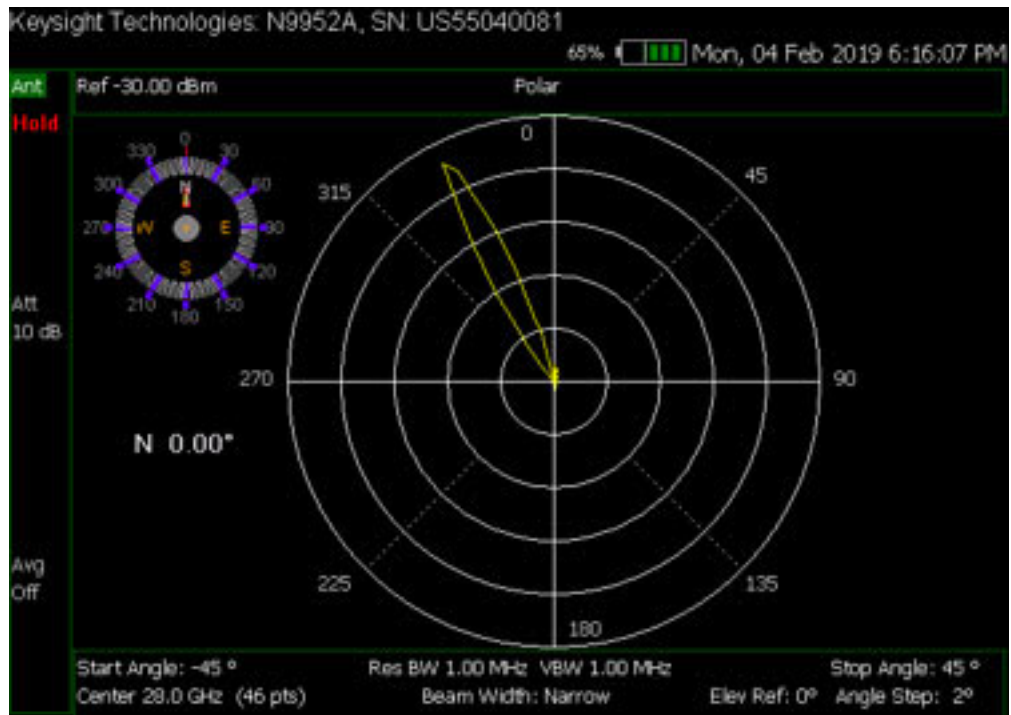 Keysight Technologies: N9952A, SN: US55040081
65% Mon, 04 Feb 2019 6:16:07 PM
Ant Ref -30.00 dBm Polar
Hold
0
330 30
300 N 60
270 W E 90
240 S 120
210 150
180
0
315 45
270 90
225 135
180
Att
10 dB
N 0.00°
Avg
Off
Start Angle: -45 ° Res BW 1.00 MHz VBW 1.00 MHz Stop Angle: 45 °
Center 28.0 GHz (46 pts) Beam Width: Narrow Elev Ref: 0° Angle Step: 2°